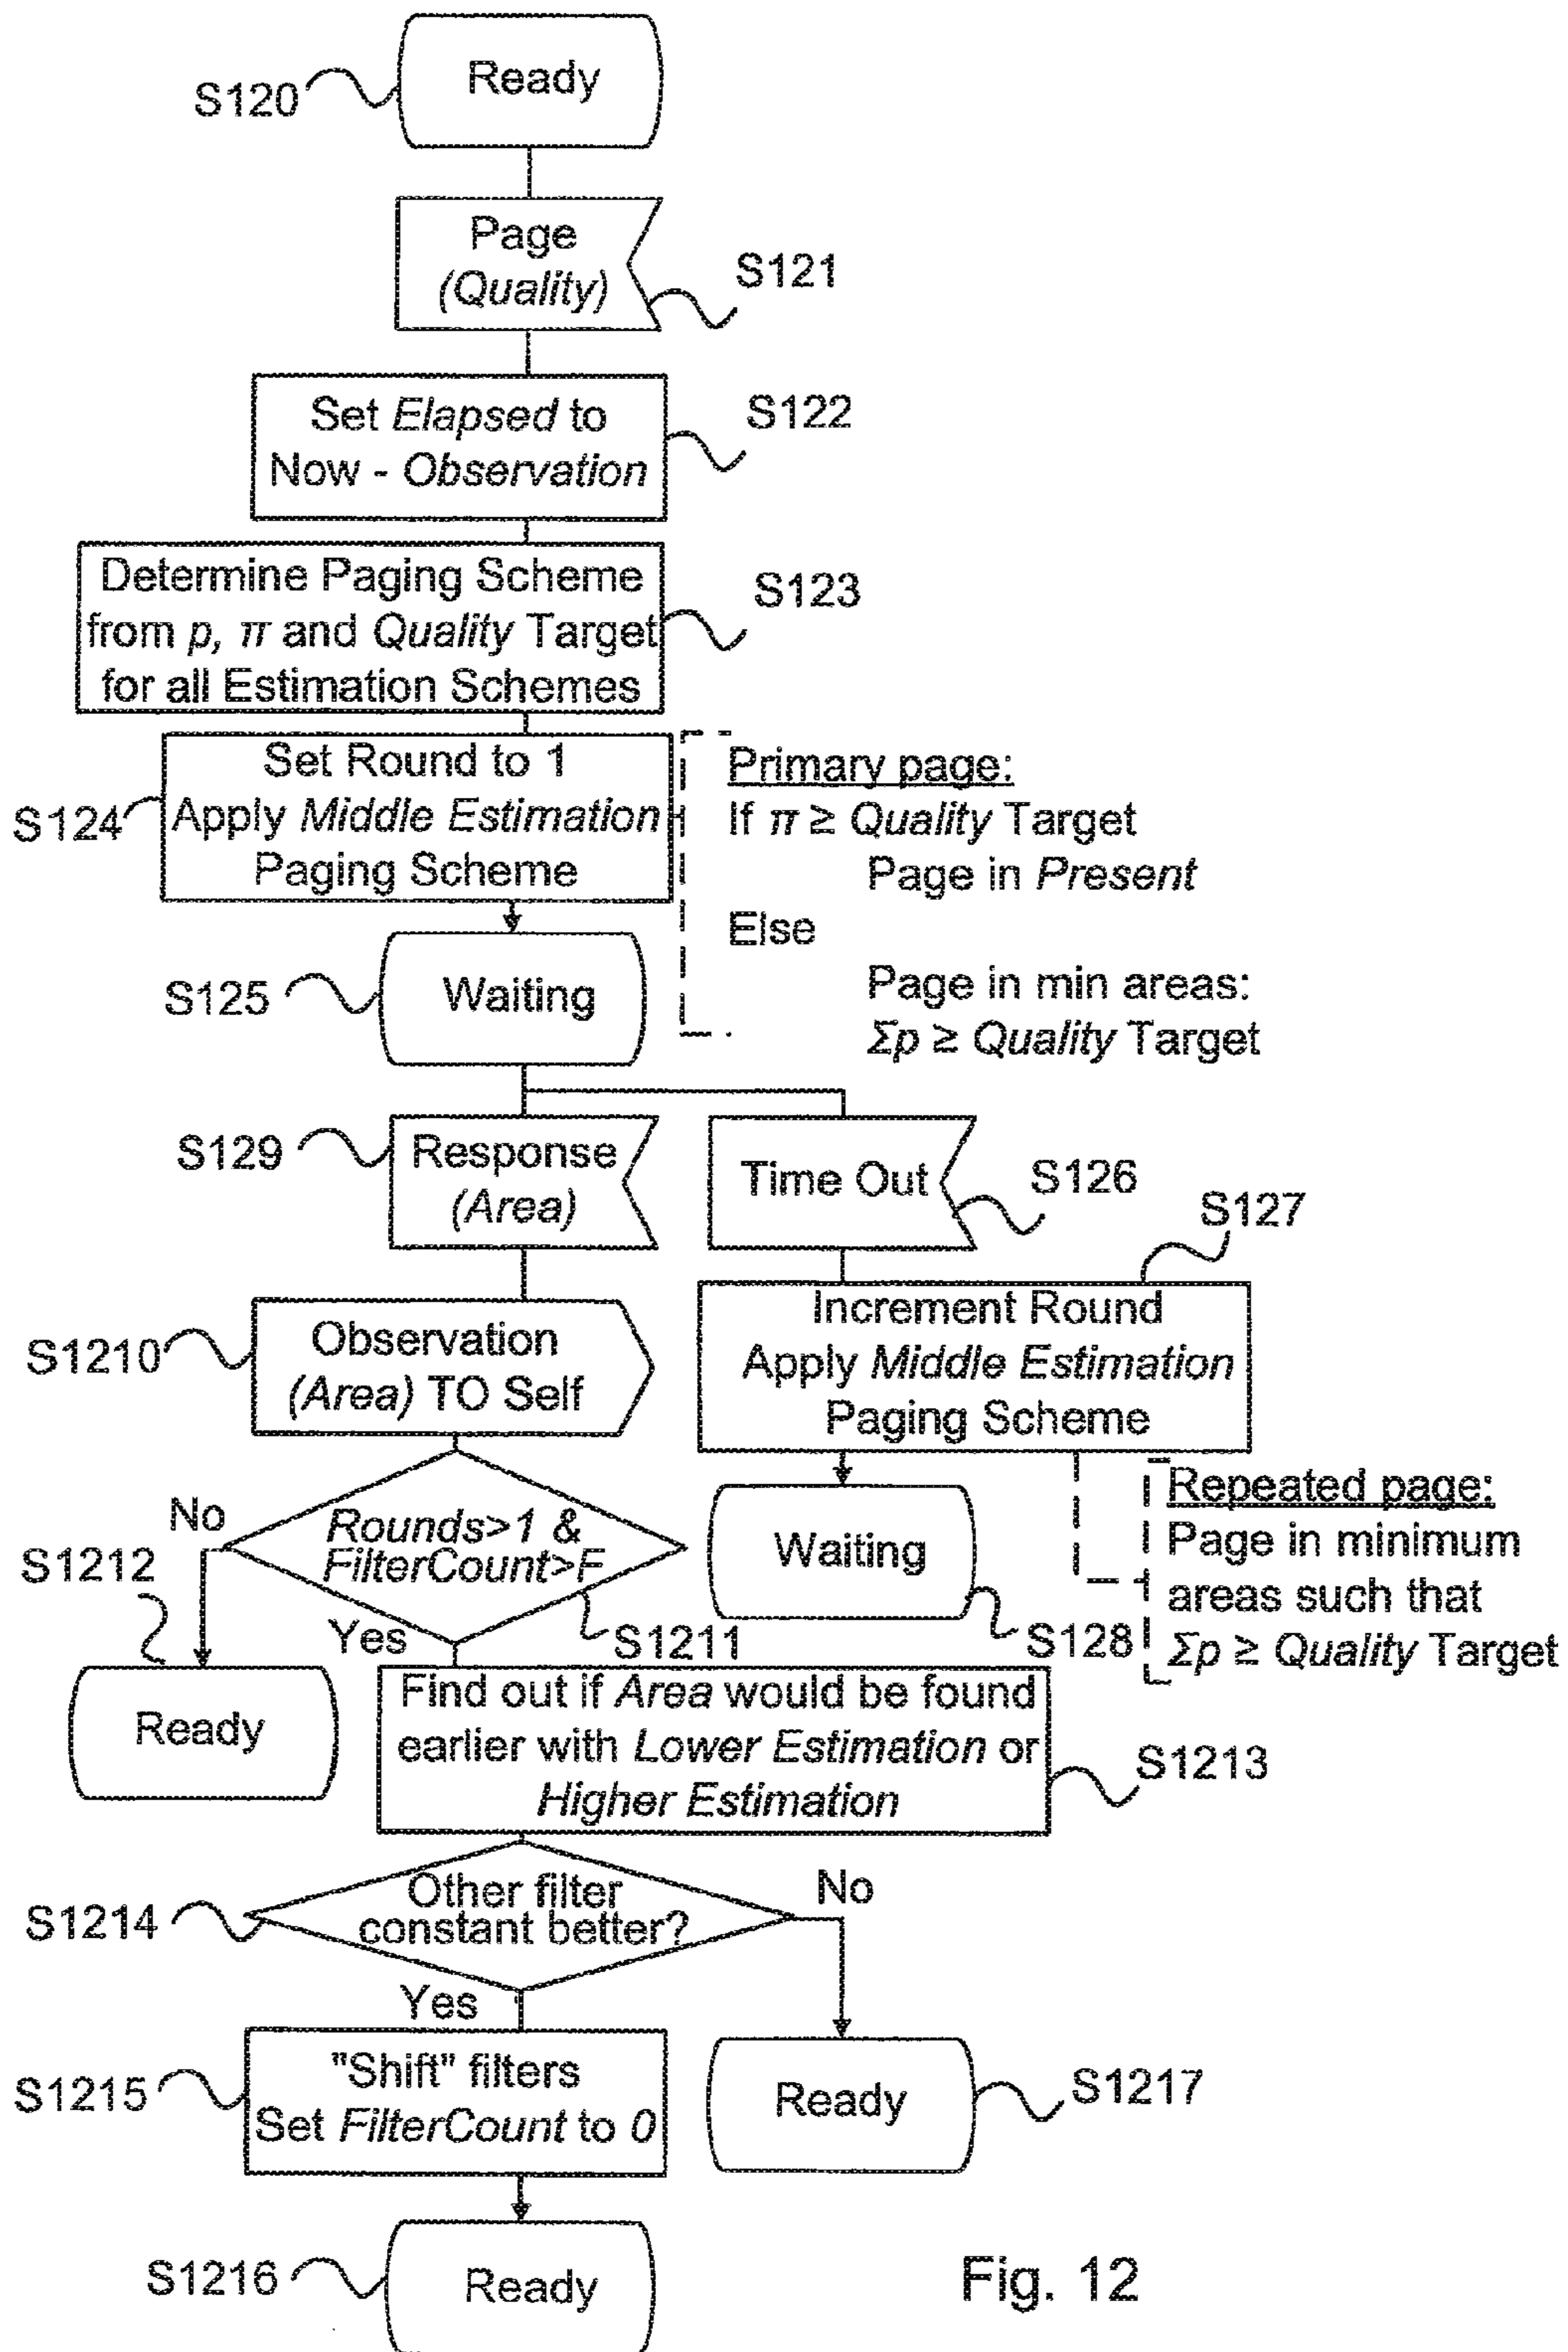 Ready
S120
Page
(Quality)
S121
Set Elapsed to
Now - Observation
S122
Determine Paging Scheme
from p, π and Quality Target
for all Estimation Schemes
S123
Set Round to 1
Apply Middle Estimation
Paging Scheme
S124
Primary page:
If π ≥ Quality Target
Page in Present
Else
Page in min areas:
Σp ≥ Quality Target
Waiting
S125
Response
(Area)
S129
Time Out
S126
S127
Increment Round
Apply Middle Estimation
Paging Scheme
Observation
(Area) TO Self
S1210
No
Rounds>1 &
FilterCount>F
Yes
S1211
S1212
Ready
Waiting
S128
Repeated page:
Page in minimum
areas such that
Σp ≥ Quality Target
Find out if Area would be found
earlier with Lower Estimation or
Higher Estimation
S1213
Other filter
constant better?
S1214
No
Yes
"Shift" filters
Set FilterCount to 0
S1215
Ready
S1217
Ready
S1216
Fig. 12